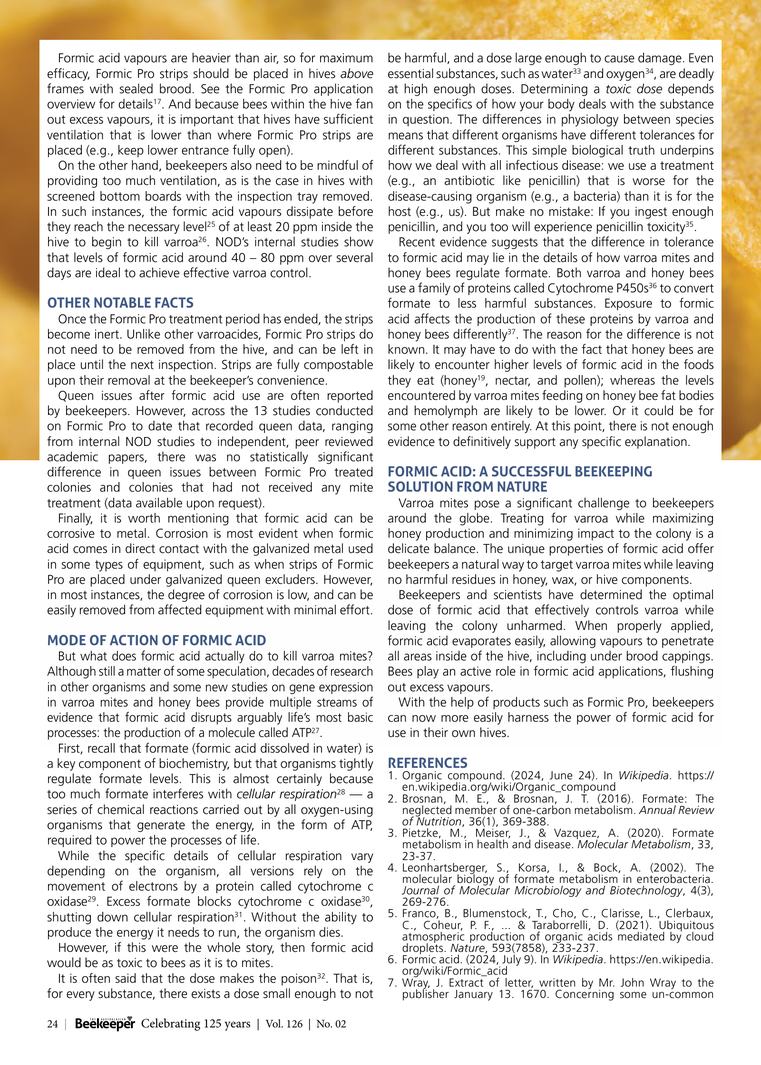 Formic acid vapours are heavier than air, so for maximum
efficacy, Formic Pro strips should be placed in hives above
frames with sealed brood. See the Formic Pro application
overview for details17. And because bees within the hive fan
out excess vapours, it is important that hives have sufficient
ventilation that is lower than where Formic Pro strips are
placed (e.g., keep lower entrance fully open).
On the other hand, beekeepers also need to be mindful of
providing too much ventilation, as is the case in hives with
screened bottom boards with the inspection tray removed.
In such instances, the formic acid vapours dissipate before
they reach the necessary level25 of at least 20 ppm inside the
hive to begin to kill varroa26. NOD's internal studies show
that levels of formic acid around 40 – 80 ppm over several
days are ideal to achieve effective varroa control.
OTHER NOTABLE FACTS
Once the Formic Pro treatment period has ended, the strips
become inert. Unlike other varroacides, Formic Pro strips do
not need to be removed from the hive, and can be left in
place until the next inspection. Strips are fully compostable
upon their removal at the beekeeper's convenience.
Queen issues after formic acid use are often reported
by beekeepers. However, across the 13 studies conducted
on Formic Pro to date that recorded queen data, ranging
from internal NOD studies to independent, peer reviewed
academic papers, there was no statistically significant
difference in queen issues between Formic Pro treated
colonies and colonies that had not received any mite
treatment (data available upon request).
Finally, it is worth mentioning that formic acid can be
corrosive to metal. Corrosion is most evident when formic
acid comes in direct contact with the galvanized metal used
in some types of equipment, such as when strips of Formic
Pro are placed under galvanized queen excluders. However,
in most instances, the degree of corrosion is low, and can be
easily removed from affected equipment with minimal effort.
MODE OF ACTION OF FORMIC ACID
But what does formic acid actually do to kill varroa mites?
Although still a matter of some speculation, decades of research
in other organisms and some new studies on gene expression
in varroa mites and honey bees provide multiple streams of
evidence that formic acid disrupts arguably life's most basic
processes: the production of a molecule called ATP27.
First, recall that formate (formic acid dissolved in water) is
a key component of biochemistry, but that organisms tightly
regulate formate levels. This is almost certainly because
too much formate interferes with cellular respiration28 — a
series of chemical reactions carried out by all oxygen-using
organisms that generate the energy, in the form of ATP,
required to power the processes of life.
While the specific details of cellular respiration vary
depending on the organism, all versions rely on the
movement of electrons by a protein called cytochrome c
oxidase29. Excess formate blocks cytochrome c oxidase30,
shutting down cellular respiration31. Without the ability to
produce the energy it needs to run, the organism dies.
However, if this were the whole story, then formic acid
would be as toxic to bees as it is to mites.
It is often said that the dose makes the poison32. That is,
for every substance, there exists a dose small enough to not
be harmful, and a dose large enough to cause damage. Even
essential substances, such as water33 and oxygen34, are deadly
at high enough doses. Determining a toxic dose depends
on the specifics of how your body deals with the substance
in question. The differences in physiology between species
means that different organisms have different tolerances for
different substances. This simple biological truth underpins
how we deal with all infectious disease: we use a treatment
(e.g., an antibiotic like penicillin) that is worse for the
disease-causing organism (e.g., a bacteria) than it is for the
host (e.g., us). But make no mistake: If you ingest enough
penicillin, and you too will experience penicillin toxicity35.
Recent evidence suggests that the difference in tolerance
to formic acid may lie in the details of how varroa mites and
honey bees regulate formate. Both varroa and honey bees
use a family of proteins called Cytochrome P450s36 to convert
formate to less harmful substances. Exposure to formic
acid affects the production of these proteins by varroa and
honey bees differently37. The reason for the difference is not
known. It may have to do with the fact that honey bees are
likely to encounter higher levels of formic acid in the foods
they eat (honey19, nectar, and pollen); whereas the levels
encountered by varroa mites feeding on honey bee fat bodies
and hemolymph are likely to be lower. Or it could be for
some other reason entirely. At this point, there is not enough
evidence to definitively support any specific explanation.
FORMIC ACID: A SUCCESSFUL BEEKEEPING
SOLUTION FROM NATURE
Varroa mites pose a significant challenge to beekeepers
around the globe. Treating for varroa while maximizing
honey production and minimizing impact to the colony is a
delicate balance. The unique properties of formic acid offer
beekeepers a natural way to target varroa mites while leaving
no harmful residues in honey, wax, or hive components.
Beekeepers and scientists have determined the optimal
dose of formic acid that effectively controls varroa while
leaving the colony unharmed. When properly applied,
formic acid evaporates easily, allowing vapours to penetrate
all areas inside of the hive, including under brood cappings.
Bees play an active role in formic acid applications, flushing
out excess vapours.
With the help of products such as Formic Pro, beekeepers
can now more easily harness the power of formic acid for
use in their own hives.
REFERENCES
1. Organic compound. (2024, June 24). In Wikipedia. https://
en.wikipedia.org/wiki/Organic_compound
2. Brosnan, M. E., & Brosnan, J. T. (2016). Formate: The
neglected member of one-carbon metabolism. Annual Review
of Nutrition, 36(1), 369-388.
3. Pietzke, M., Meiser, J., & Vazquez, A. (2020). Formate
metabolism in health and disease. Molecular Metabolism, 33,
23-37.
4. Leonhartsberger, S., Korsa, I., & Bock, A. (2002). The
molecular biology of formate metabolism in enterobacteria.
Journal of Molecular Microbiology and Biotechnology, 4(3),
269-276.
5. Franco, B., Blumenstock, T., Cho, C., Clarisse, L., Clerbaux,
C., Coheur, P. F., ... & Taraborrelli, D. (2021). Ubiquitous
atmospheric production of organic acids mediated by cloud
droplets. Nature, 593(7858), 233-237.
6. Formic acid. (2024, July 9). In Wikipedia. https://en.wikipedia.
org/wiki/Formic_acid
7. Wray, J. Extract of letter, written by Mr. John Wray to the
publisher January 13. 1670. Concerning some un-common
24 | Beekeeper Celebrating 125 years | Vol. 126 | No. 02